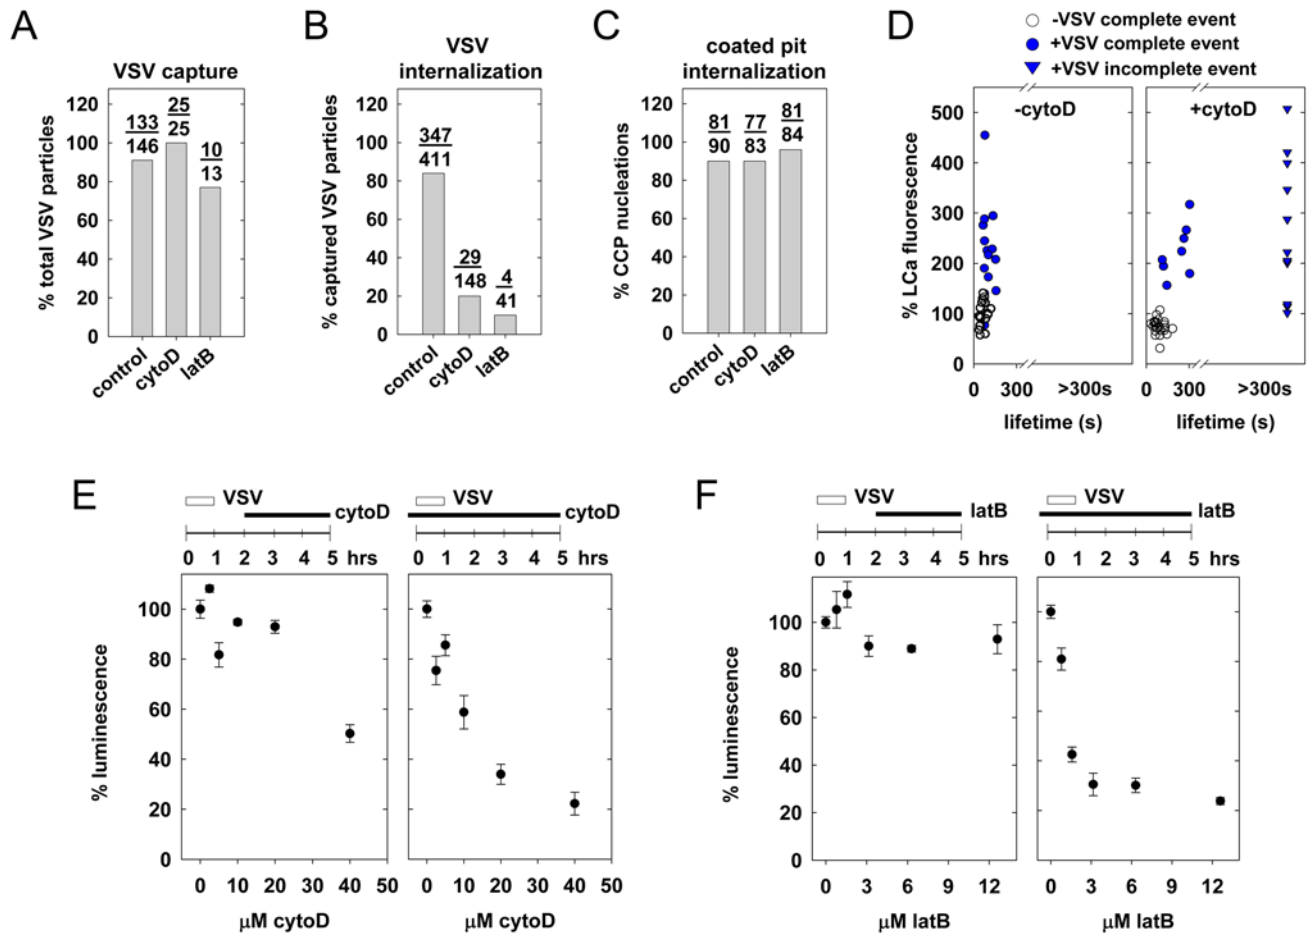 A
VSV capture
% total VSV particles
120
100
80
60
40
20
0
133
146
25
25
10
13
control
cytoD
latB
B
VSV
internalization
% captured VSV particles
120
100
80
60
40
20
0
347
411
29
148
4
41
control
cytoD
latB
C
coated pit
internalization
% CCP nucleations
120
100
80
60
40
20
0
81
90
77
83
81
84
control
cytoD
latB
D
-VSV complete event
+VSV complete event
+VSV incomplete event
-cytoD
+cytoD
% LCa fluorescence
500
400
300
200
100
0
0 300 >300s
lifetime (s)
0 300 >300s
lifetime (s)
E
VSV
cytoD
0 1 2 3 4 5 hrs
% luminescence
100
80
60
40
20
0
0 10 20 30 40 50
μM cytoD
VSV
cytoD
0 1 2 3 4 5
0 10 20 30 40 50
μM cytoD
F
VSV
latB
0 1 2 3 4 5 hrs
% luminescence
100
80
60
40
20
0
0 3 6 9 12
μM latB
VSV
latB
0 1 2 3 4 5
0 3 6 9 12
μM latB